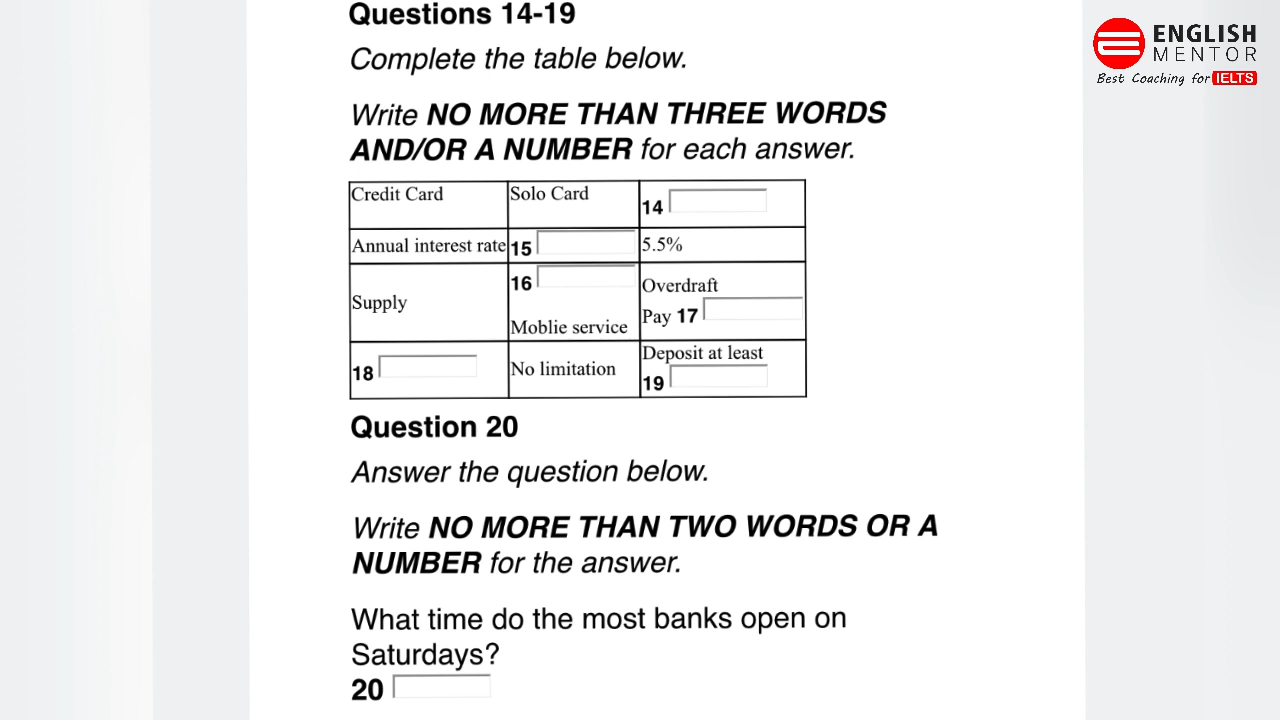 Questions 14-19
ENGLISH
MENTOR
Best Coaching for IELTS
Complete the table below.
Write NO MORE THAN THREE WORDS
AND/OR A NUMBER for each answer.
Credit Card
Solo Card
14
Annual interest rate
15
5.5%
Supply
16
Moblie service
Overdraft
Pay 17
18
No limitation
Deposit at least
19
Question 20
Answer the question below.
Write NO MORE THAN TWO WORDS OR A
NUMBER for the answer.
What time do the most banks open on
Saturdays?
20